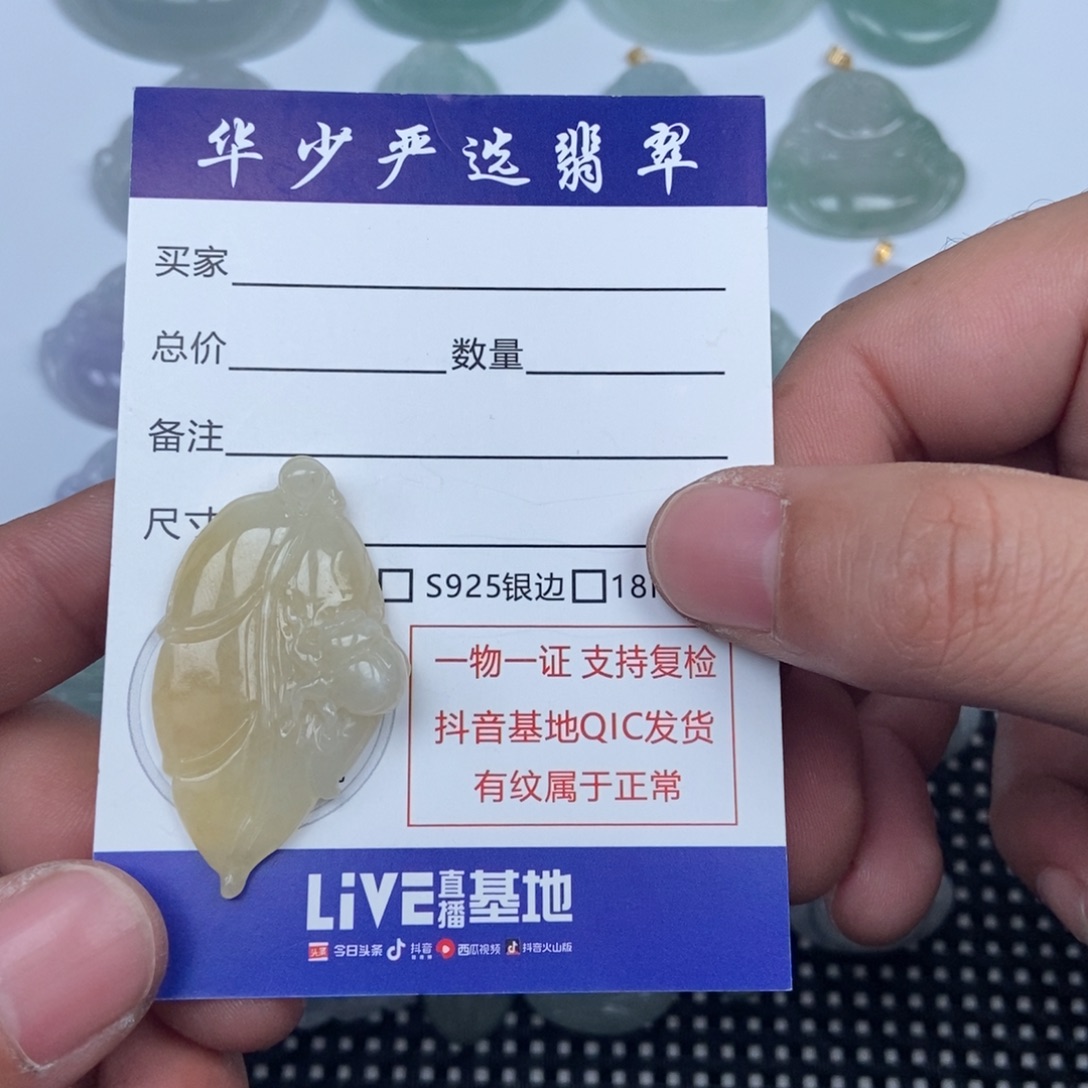 华少严选翡翠
买家
总价 数量
备注
尺寸
S925银边 18
一物一证 支持复检
抖音基地QIC发货
有纹属于正常
LiVE直播基地
头条 今日头条 抖音 西瓜视频 抖音火山版